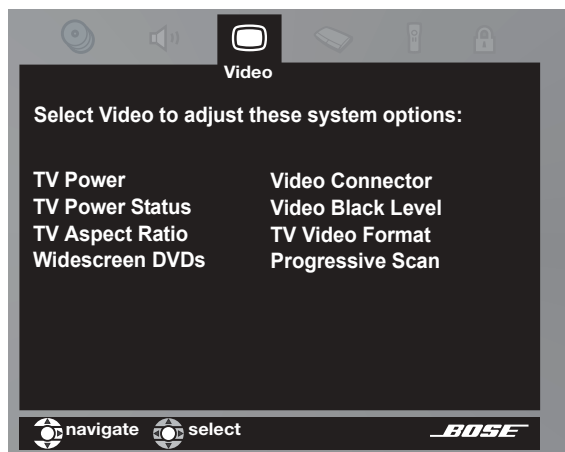 Video
Select Video to adjust these system options:
TV Power
TV Power Status
TV Aspect Ratio
Widescreen DVDs
Video Connector
Video Black Level
TV Video Format
Progressive Scan
navigate select BOSE